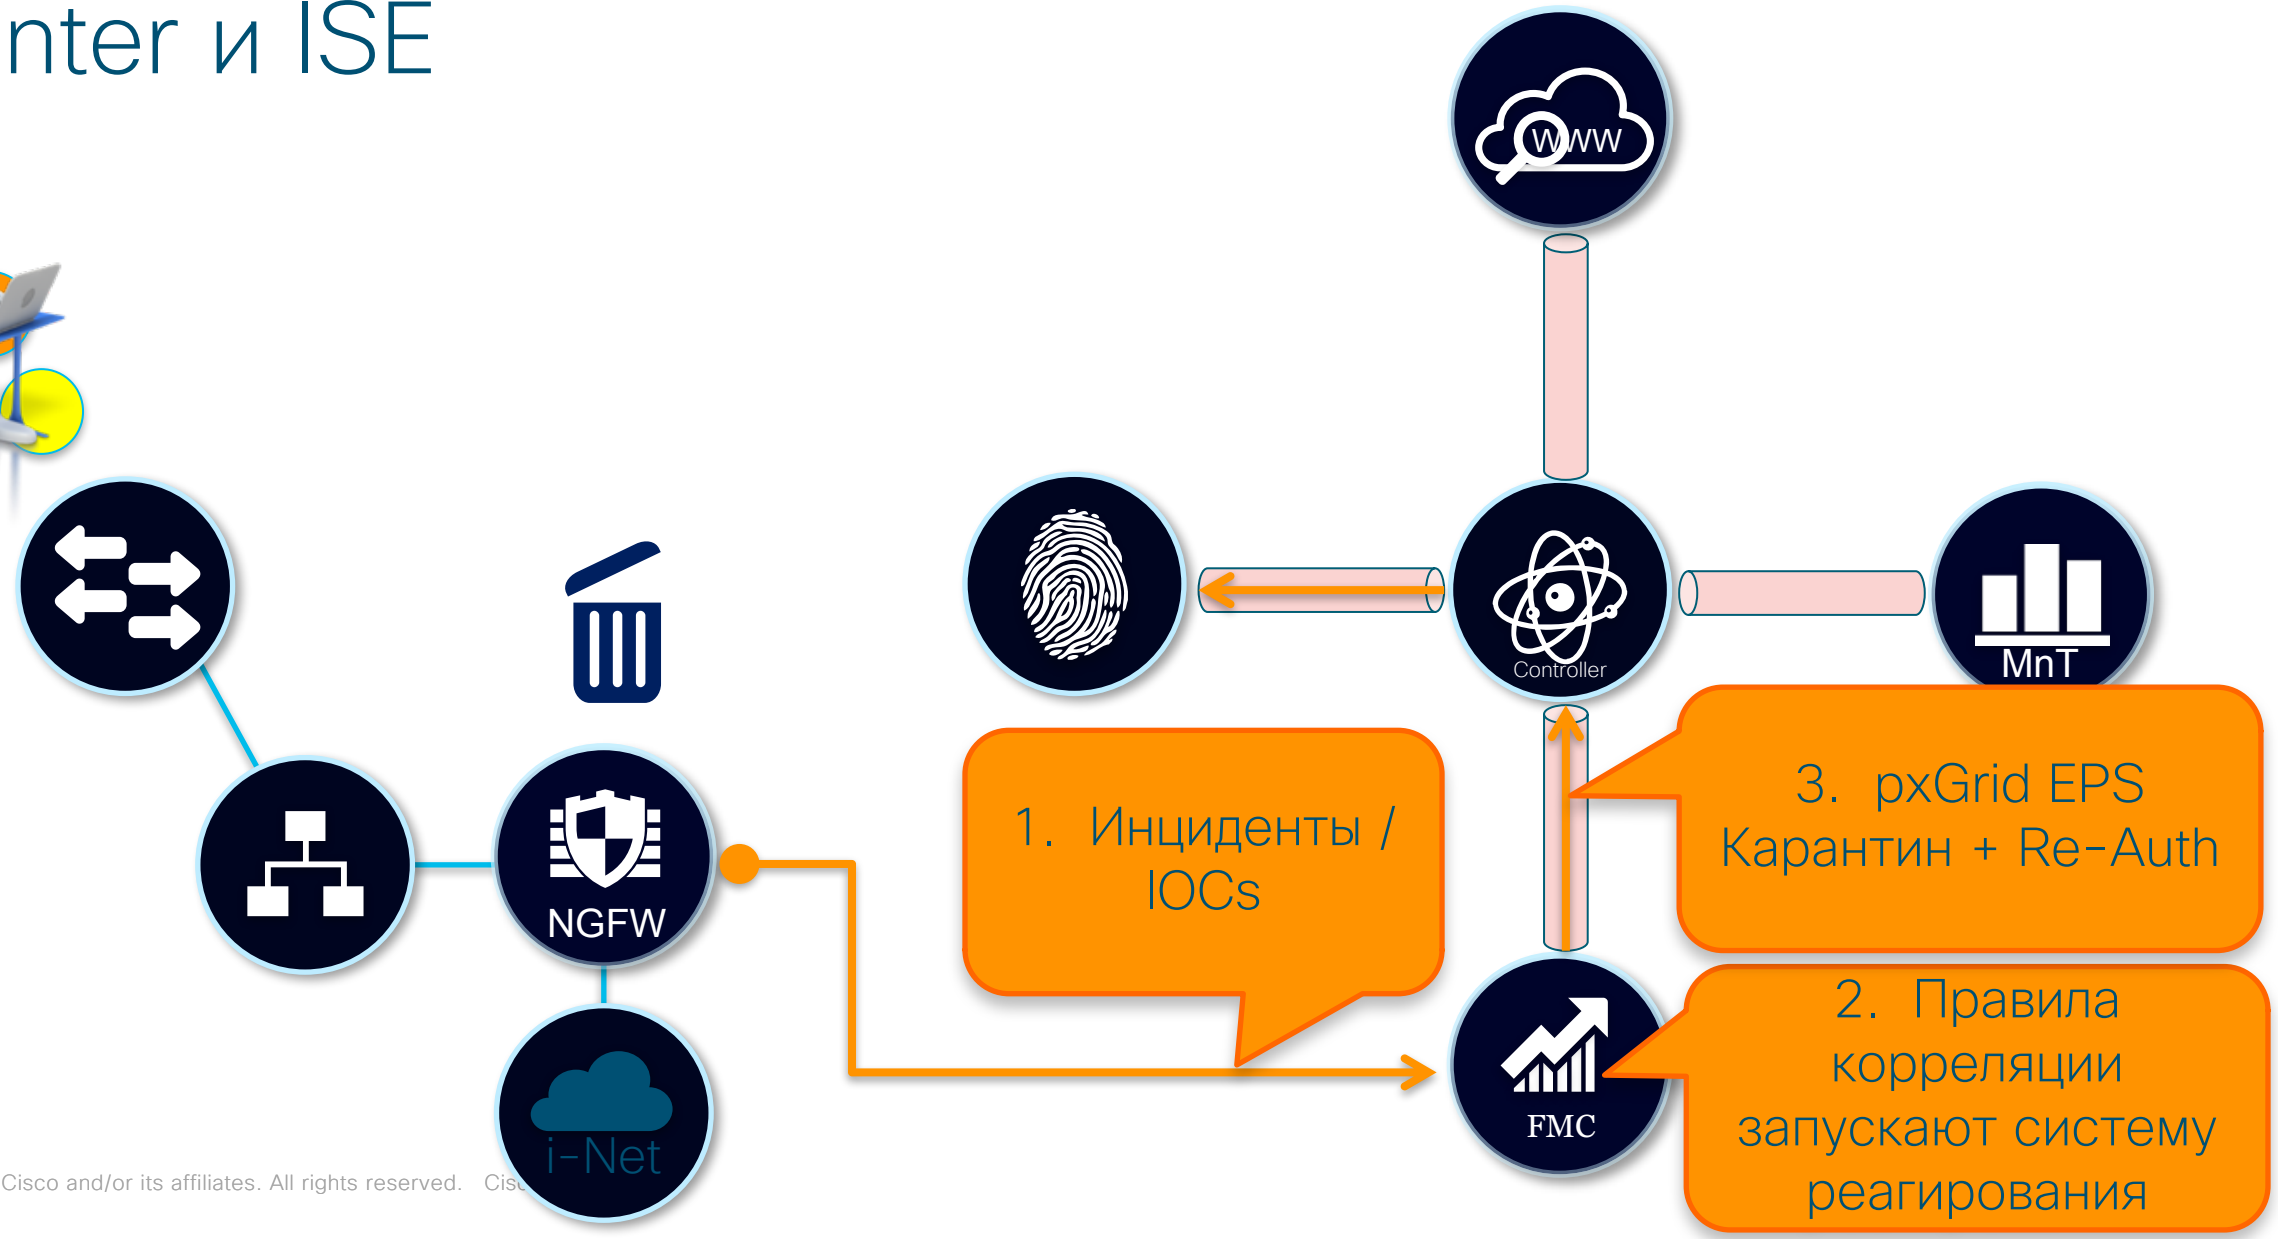 nter и ISE
WWW
Controller
MnT
1. Инциденты /
IOCs
3. pxGrid EPS
Карантин + Re-Auth
NGFW
2. Правила
корреляции
запускают систему
реагирования
FMC
i-Net
Cisco and/or its affiliates. All rights reserved. Cisc